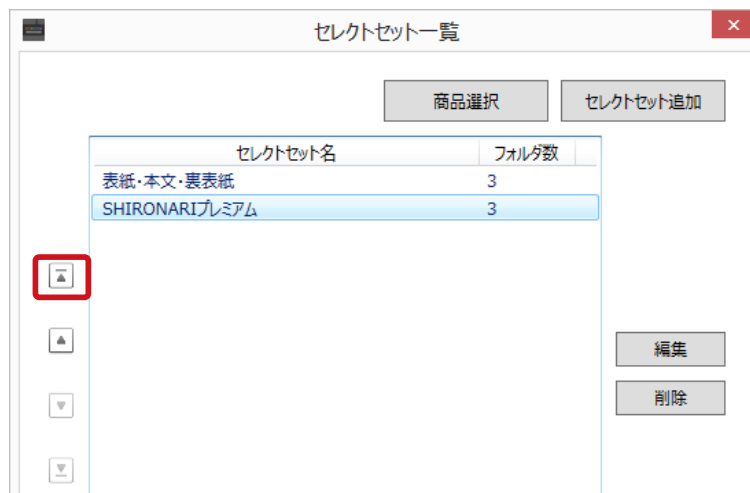 セレクトセット一覧
商品選択
セレクトセット追加
セレクトセット名 フォルダ数
表紙・本文・裏表紙 3
SHIRONARIプレミアム 3
編集
削除